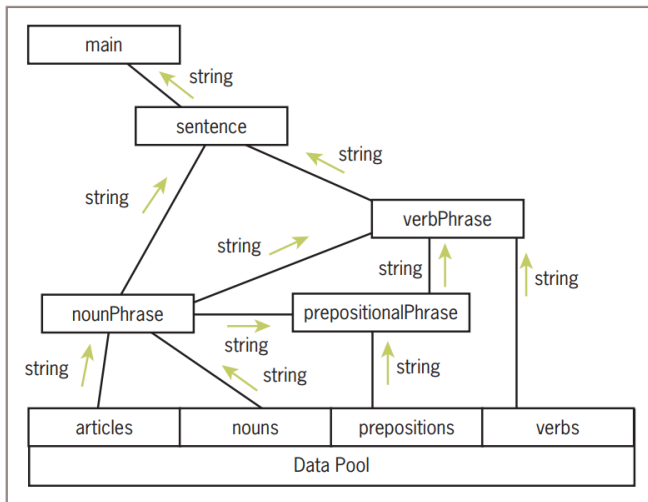 main
string
sentence
string
string
verbPhrase
string
string
string
nounPhrase
prepositionalPhrase
string
string
string
string
articles nouns prepositions verbs
Data Pool